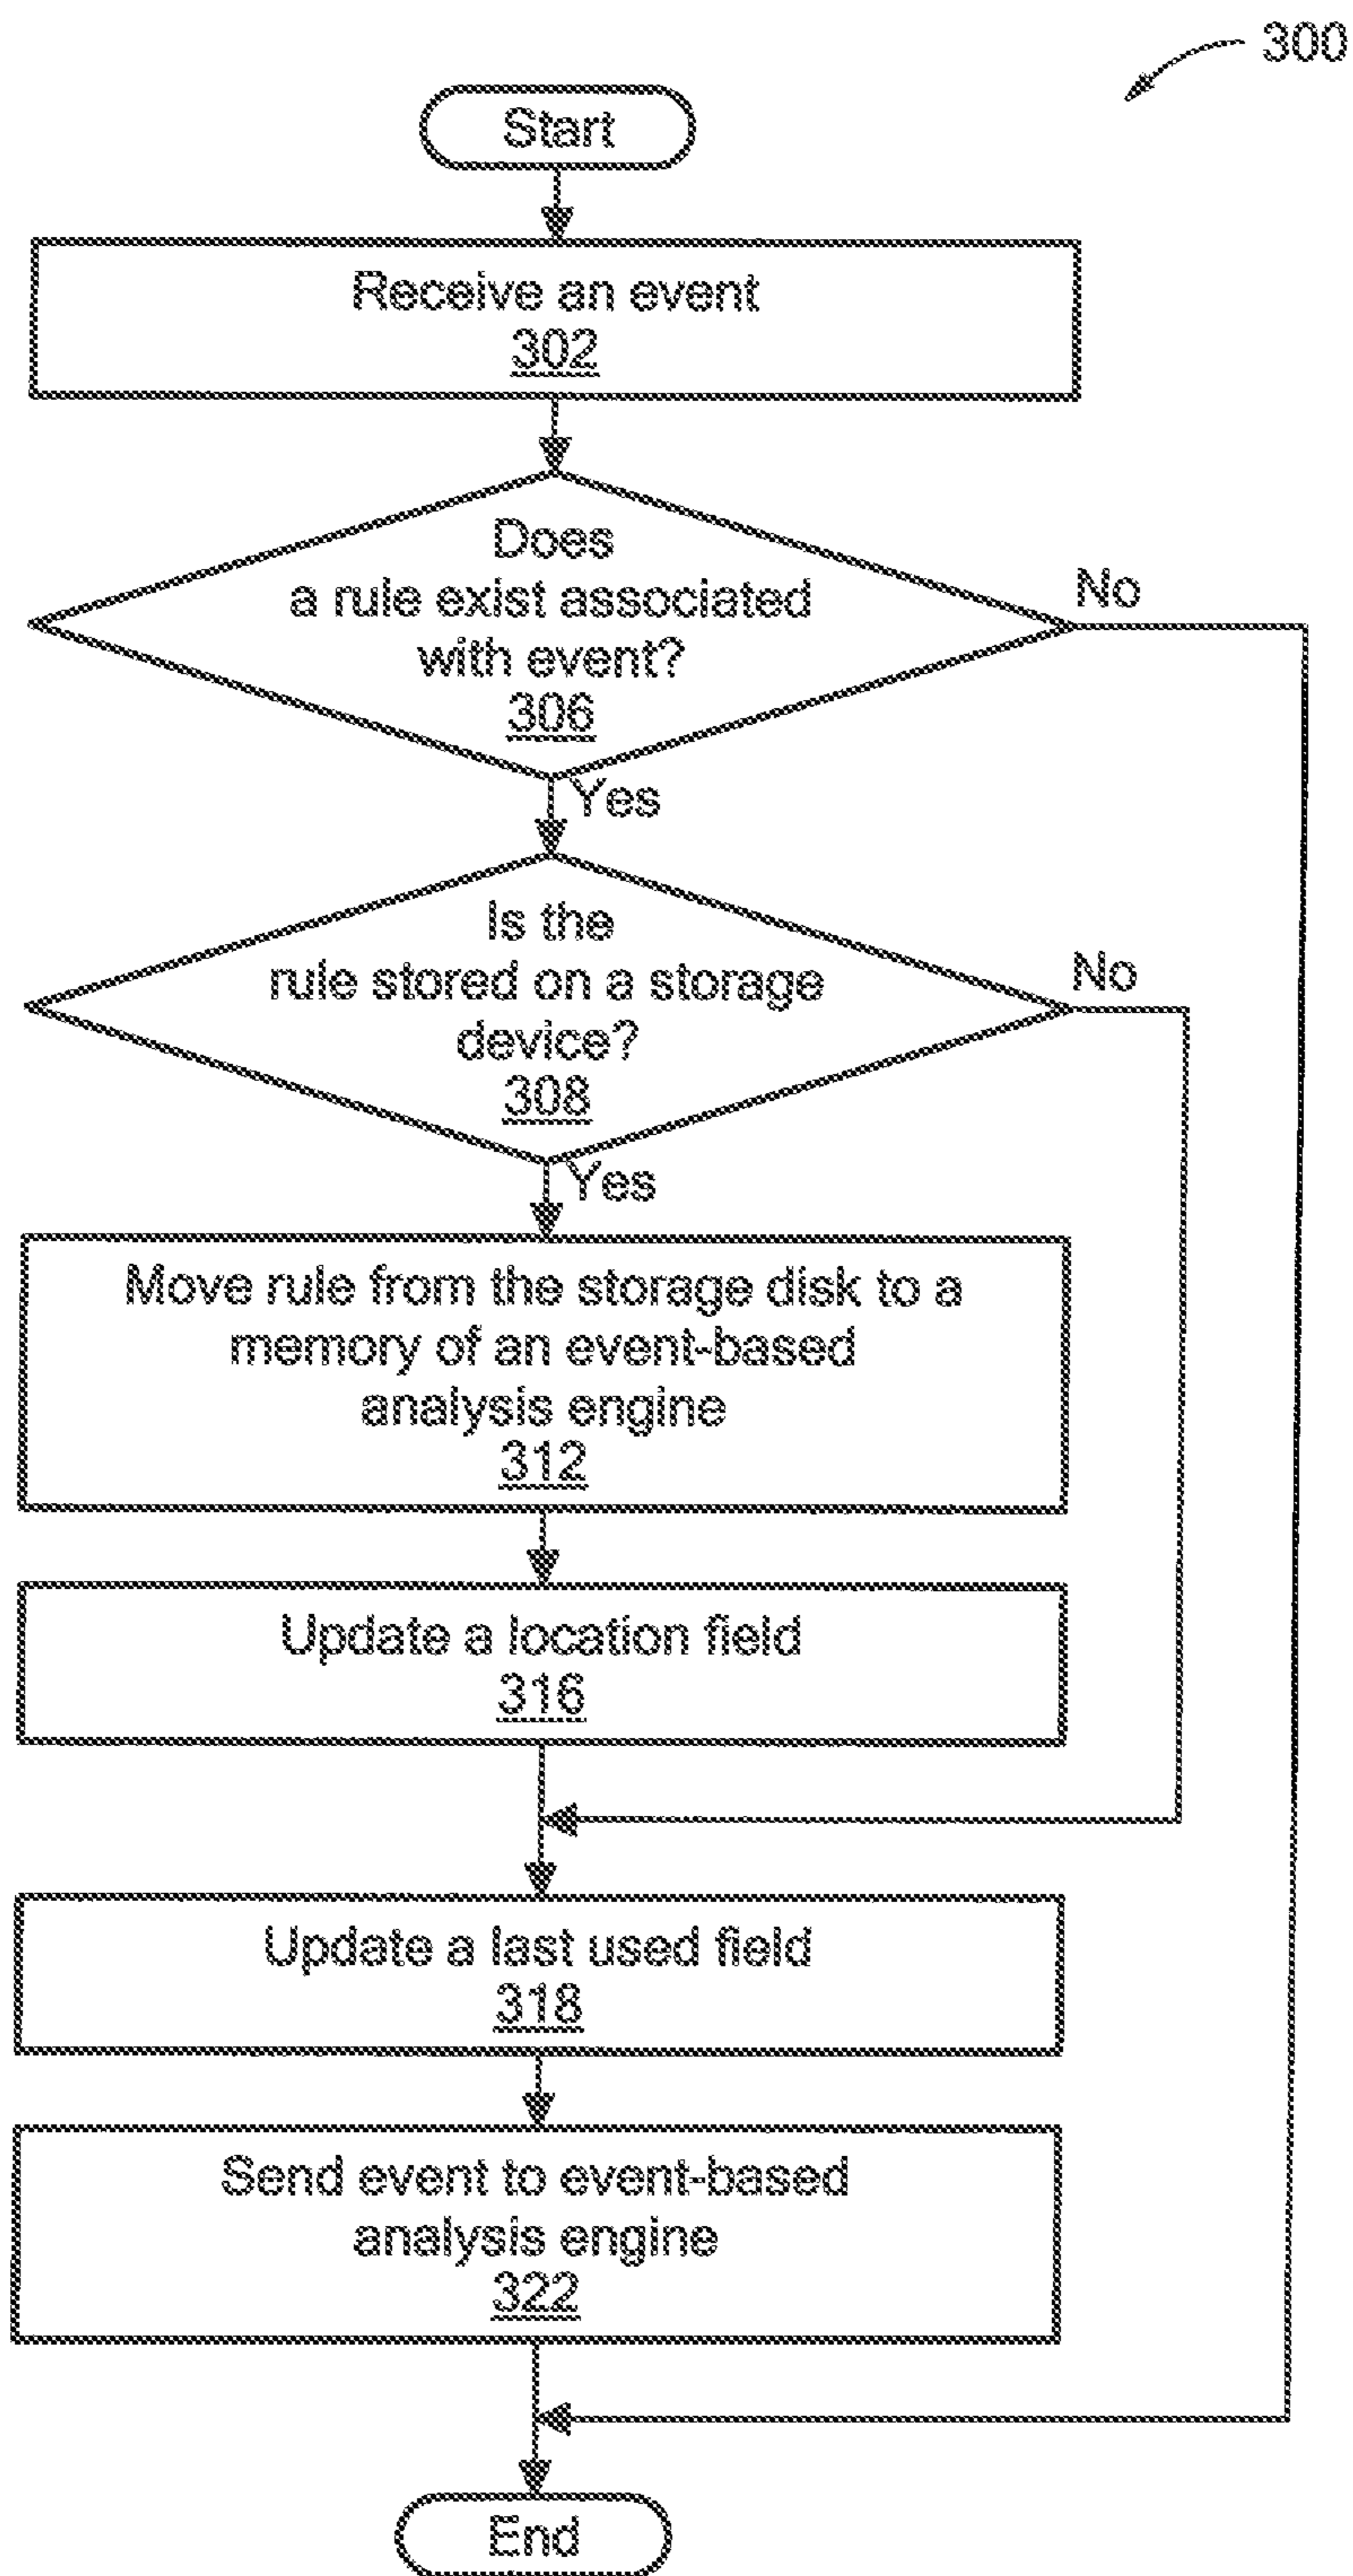 300
Start
Receive an event
302
Does
a rule exist associated
with event?
306
No
Yes
Is the
rule stored on a storage
device?
308
No
Yes
Move rule from the storage disk to a
memory of an event-based
analysis engine
312
Update a location field
316
Update a last used field
318
Send event to event-based
analysis engine
322
End